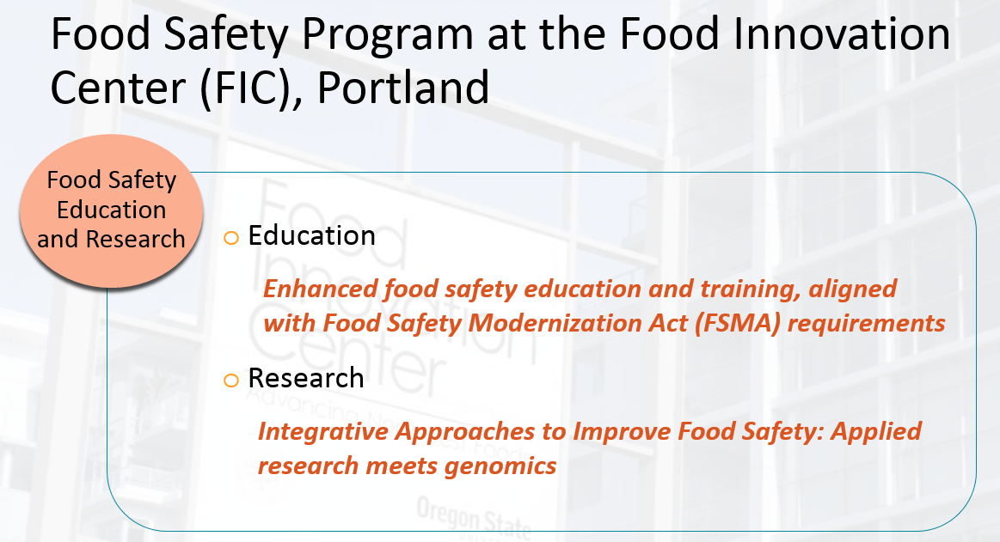 Food Safety Program at the Food Innovation
Center (FIC), Portland
Food Safety
Education
and Research
o Education
Enhanced food safety education and training, aligned
with Food Safety Modernization Act (FSMA) requirements
o Research
Integrative Approaches to Improve Food Safety: Applied
research meets genomics
Food
Innovation
Center
Advancing
Foods
Oregon State